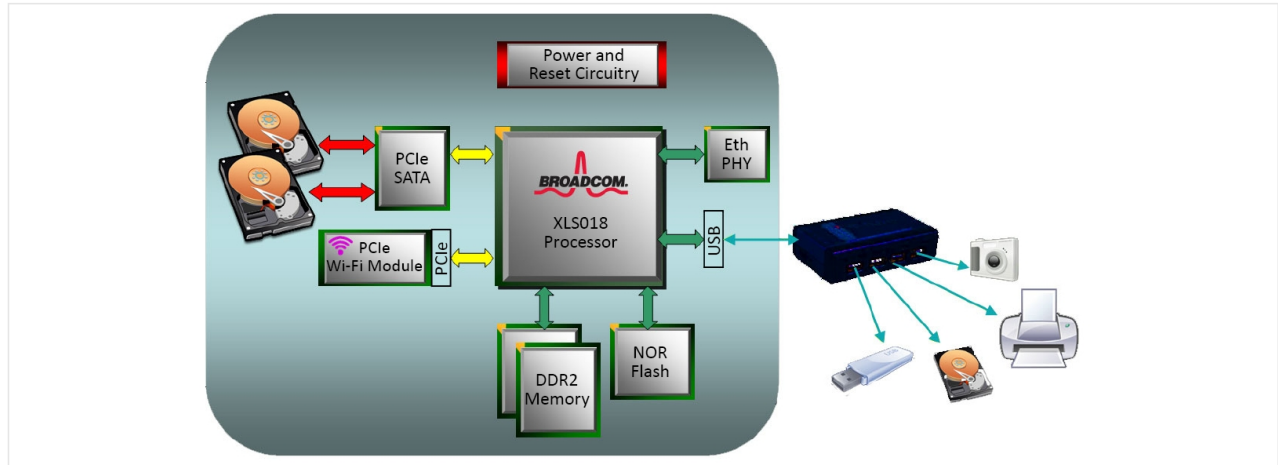 Power and
Reset Circuitry
PCIe
SATA
BROADCOM.
XLS018
Processor
Eth
PHY
PCIe
Wi-Fi Module
PCIe
USB
DDR2
Memory
NOR
Flash